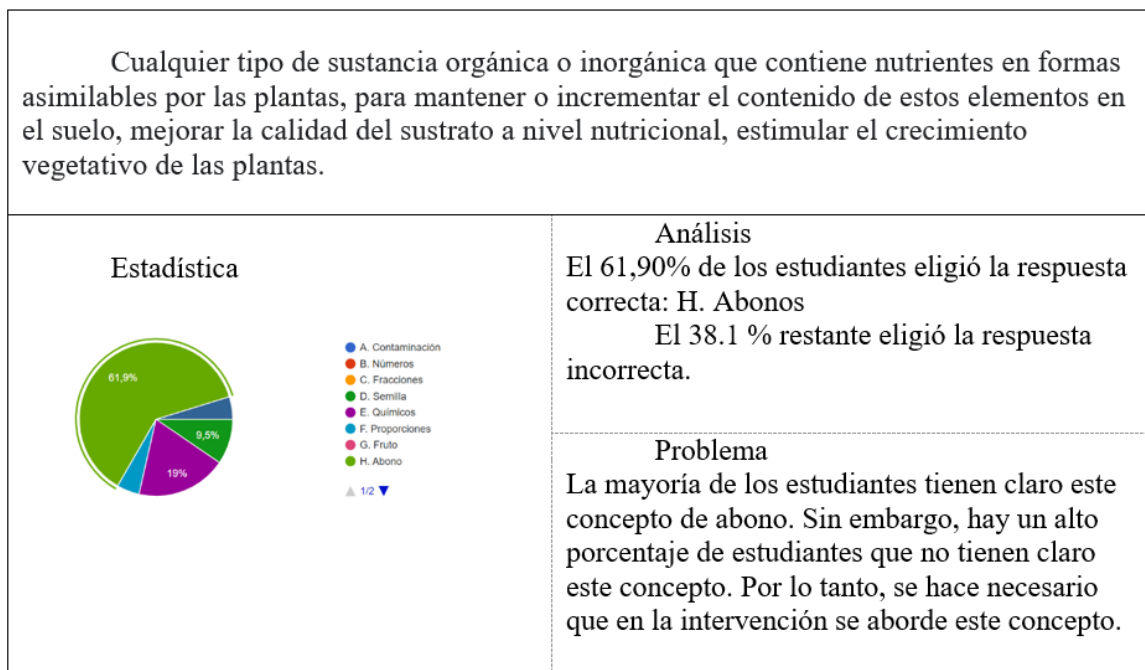 Cualquier tipo de sustancia orgánica o inorgánica que contiene nutrientes en formas
asimilables por las plantas, para mantener o incrementar el contenido de estos elementos en
el suelo, mejorar la calidad del sustrato a nivel nutricional, estimular el crecimiento
vegetativo de las plantas.
Estadística
61,9%
9,5%
19%
A. Contaminación
B. Números
C. Fracciones
D. Semilla
E. Químicos
F. Proporciones
G. Fruto
H. Abono
1/2
Análisis
El 61,90% de los estudiantes eligió la respuesta
correcta: H. Abonos
El 38.1 % restante eligió la respuesta
incorrecta.
Problema
La mayoría de los estudiantes tienen claro este
concepto de abono. Sin embargo, hay un alto
porcentaje de estudiantes que no tienen claro
este concepto. Por lo tanto, se hace necesario
que en la intervención se aborde este concepto.